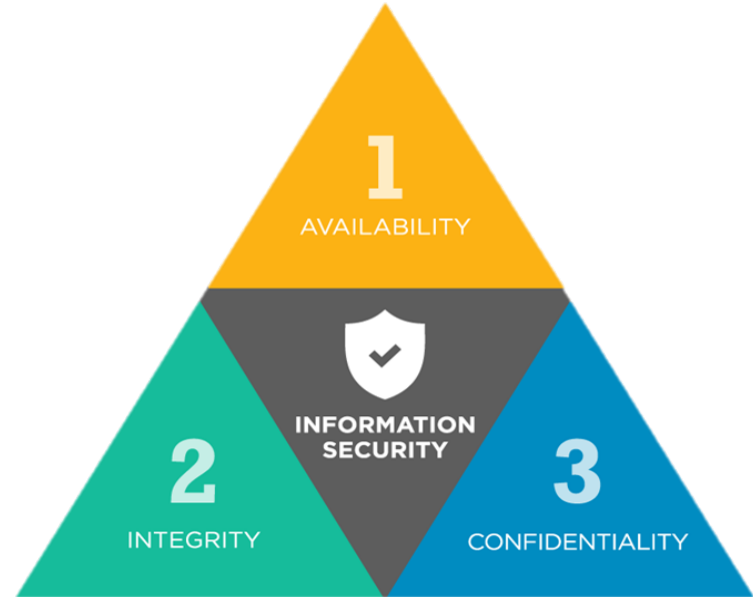 1
AVAILABILITY
INFORMATION
SECURITY
2
INTEGRITY
3
CONFIDENTIALITY